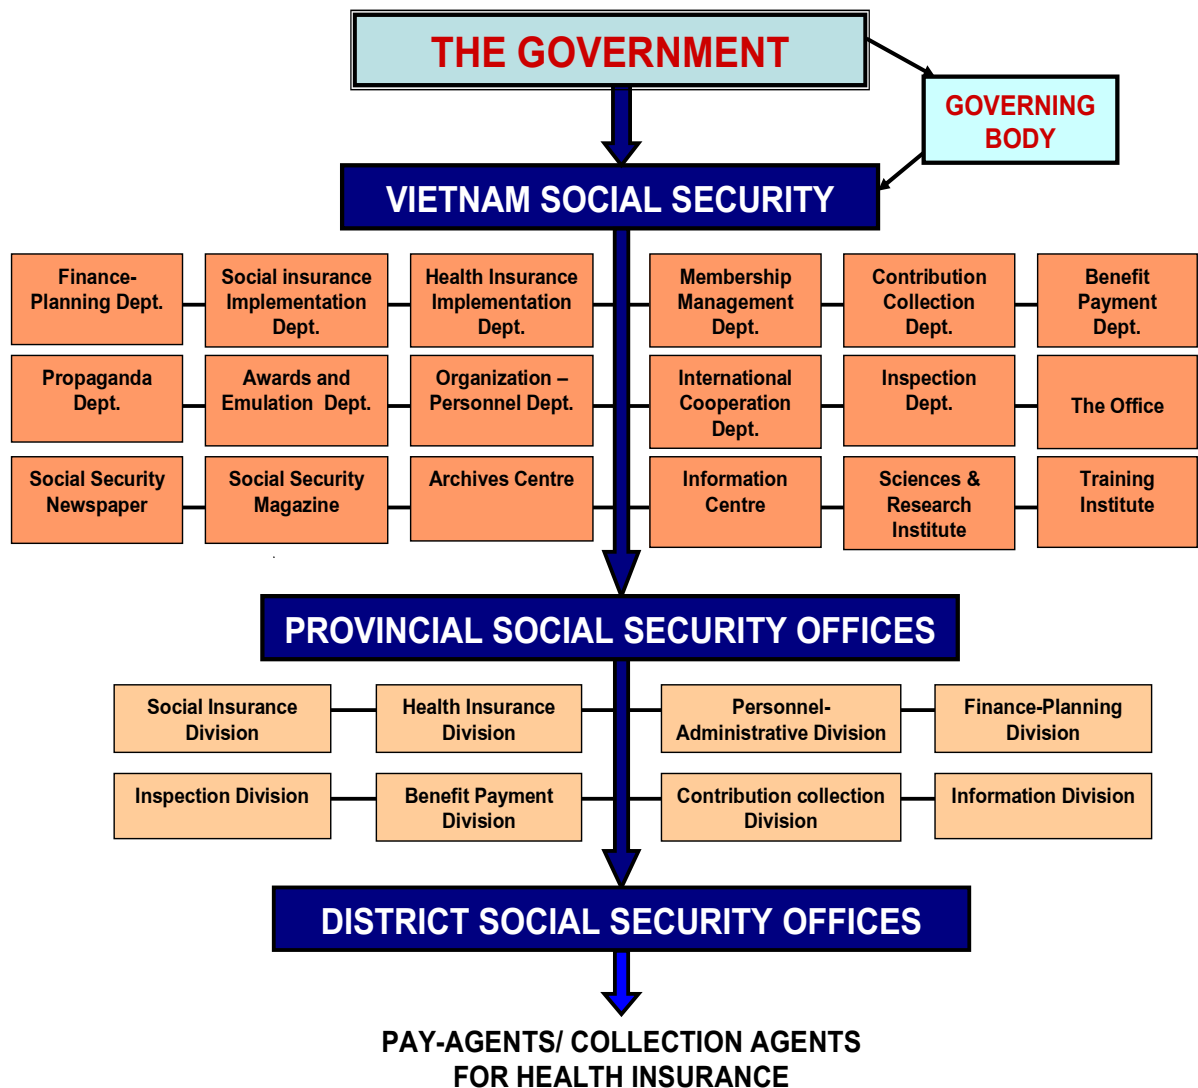 THE GOVERNMENT
GOVERNING
BODY
VIETNAM SOCIAL SECURITY
Finance-
Planning Dept.
Social insurance
Implementation
Dept.
Health Insurance
Implementation
Dept.
Membership
Management
Dept.
Contribution
Collection
Dept.
Benefit
Payment
Dept.
Propaganda
Dept.
Awards and
Emulation Dept.
Organization –
Personnel Dept.
International
Cooperation
Dept.
Inspection
Dept.
The Office
Social Security
Newspaper
Social Security
Magazine
Archives Centre
Information
Centre
Sciences &
Research
Institute
Training
Institute
PROVINCIAL SOCIAL SECURITY OFFICES
Social Insurance
Division
Health Insurance
Division
Personnel-
Administrative Division
Finance-Planning
Division
Inspection Division
Benefit Payment
Division
Contribution collection
Division
Information Division
DISTRICT SOCIAL SECURITY OFFICES
PAY-AGENTS/ COLLECTION AGENTS
FOR HEALTH INSURANCE